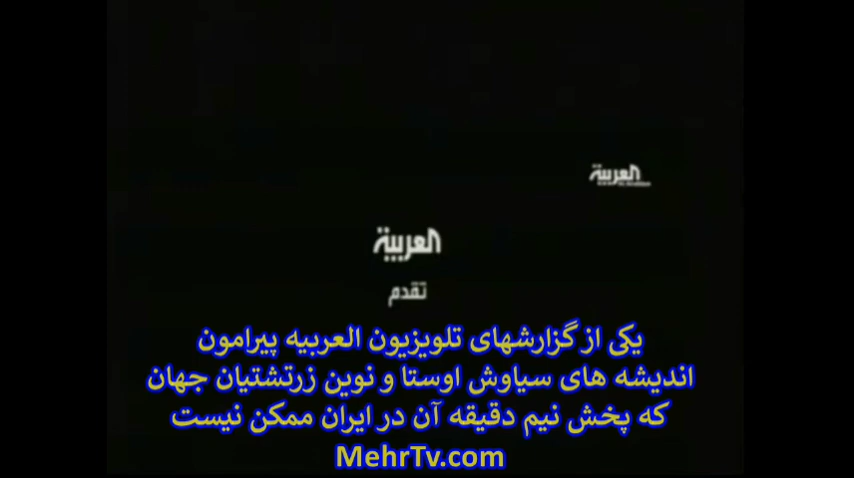 العربية
العربية
تقدم
یکی از گزارشهای تلویزیون العربیه پیرامون
اندیشه های سیاوش اوستا و نوین زرتشتیان جهان
که پخش نیم دقیقه آن در ایران ممکن نیست
MehrTv.com